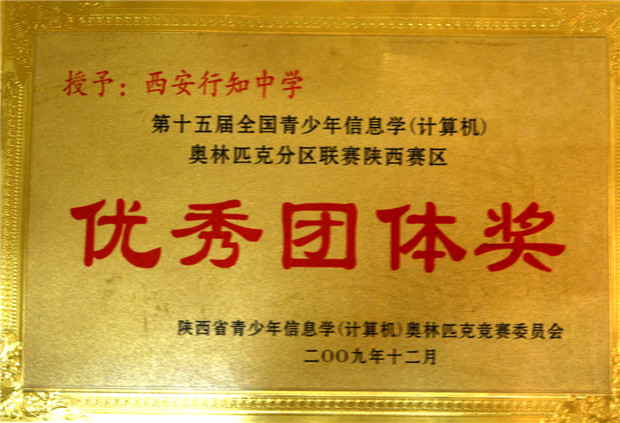 授予：西安行知中学
第十五届全国青少年信息学(计算机)
奥林匹克分区联赛陕西赛区
优秀团体奖
陕西省青少年信息学(计算机)奥林匹克竞赛委员会
二〇〇九年十二月